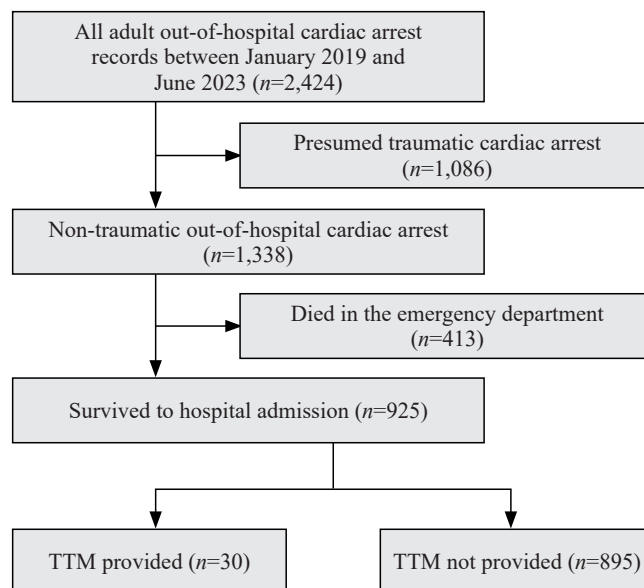 All adult out-of-hospital cardiac arrest
records between January 2019 and
June 2023 (n=2,424)
Presumed traumatic cardiac arrest
(n=1,086)
Non-traumatic out-of-hospital cardiac arrest
(n=1,338)
Died in the emergency department
(n=413)
Survived to hospital admission (n=925)
TTM provided (n=30)
TTM not provided (n=895)